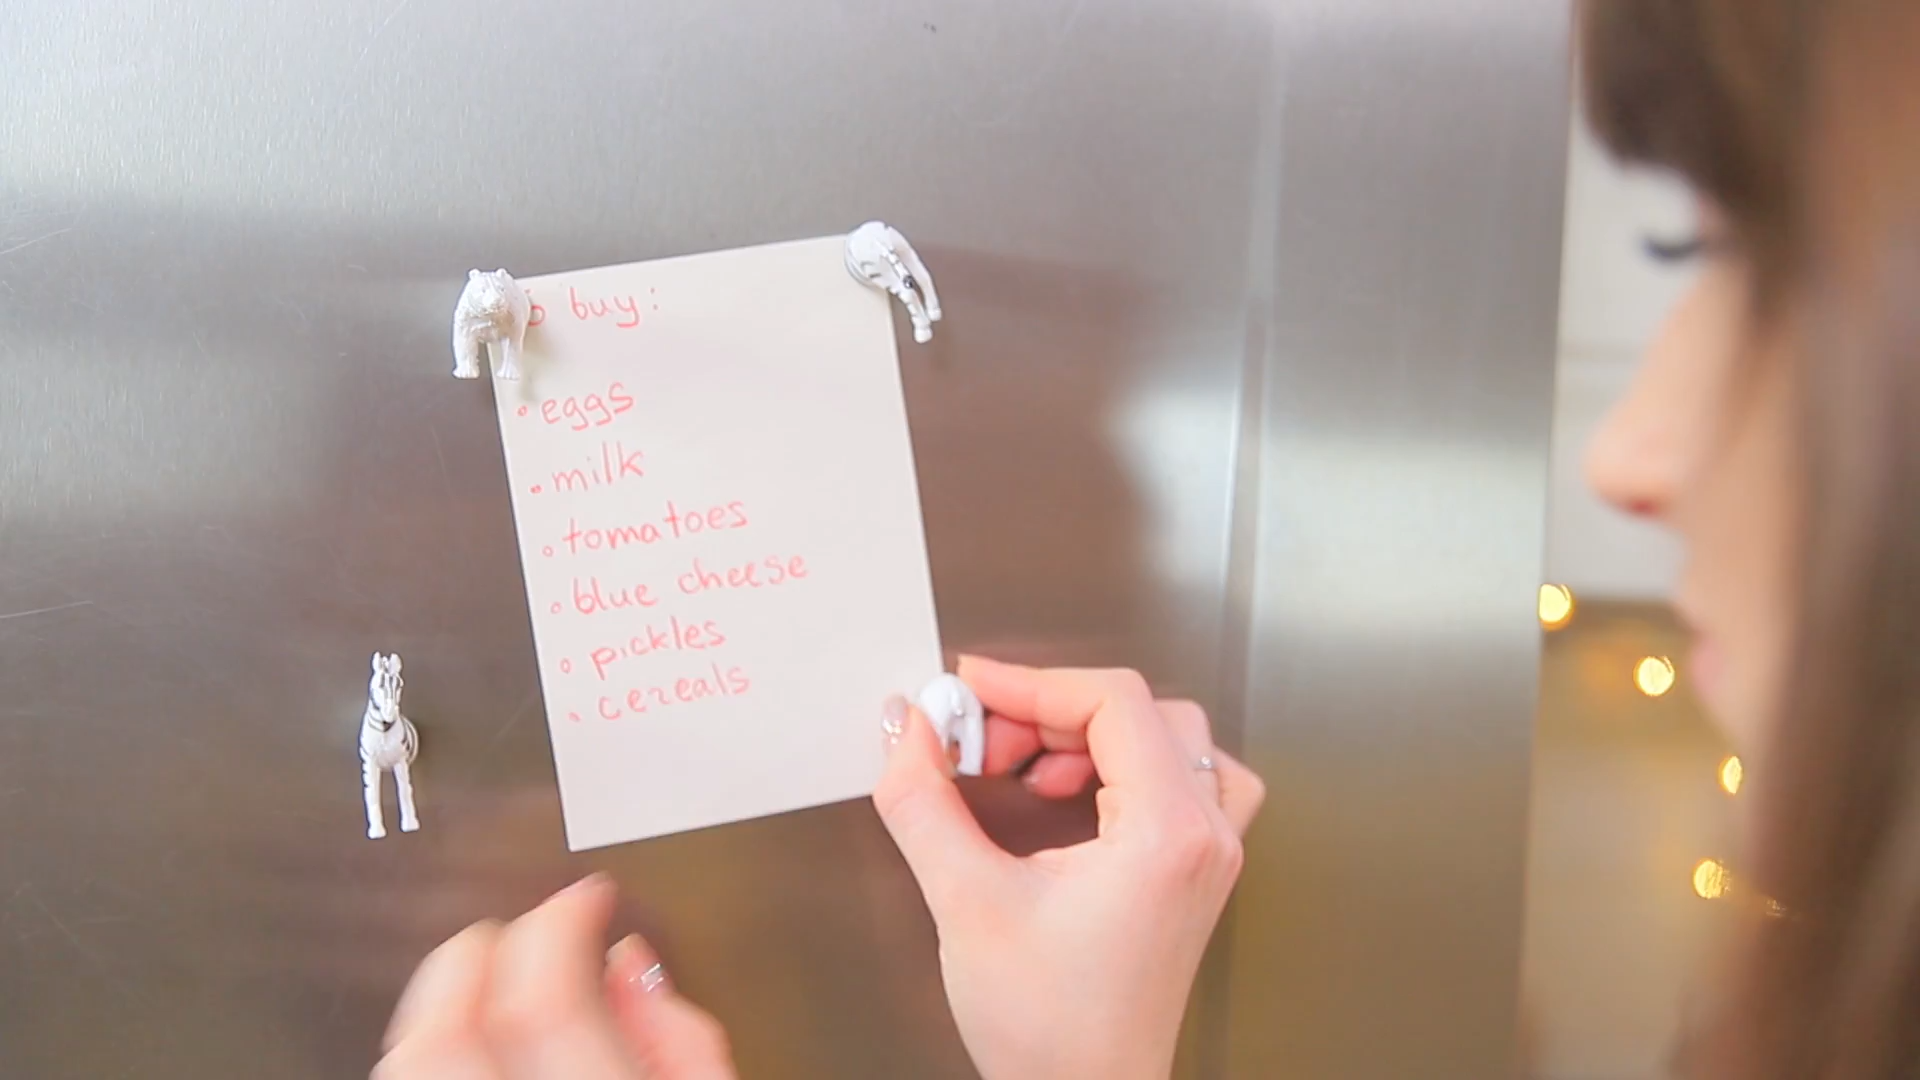 o buy:
• eggs
• milk
• tomatoes
• blue cheese
• pickles
• cereals